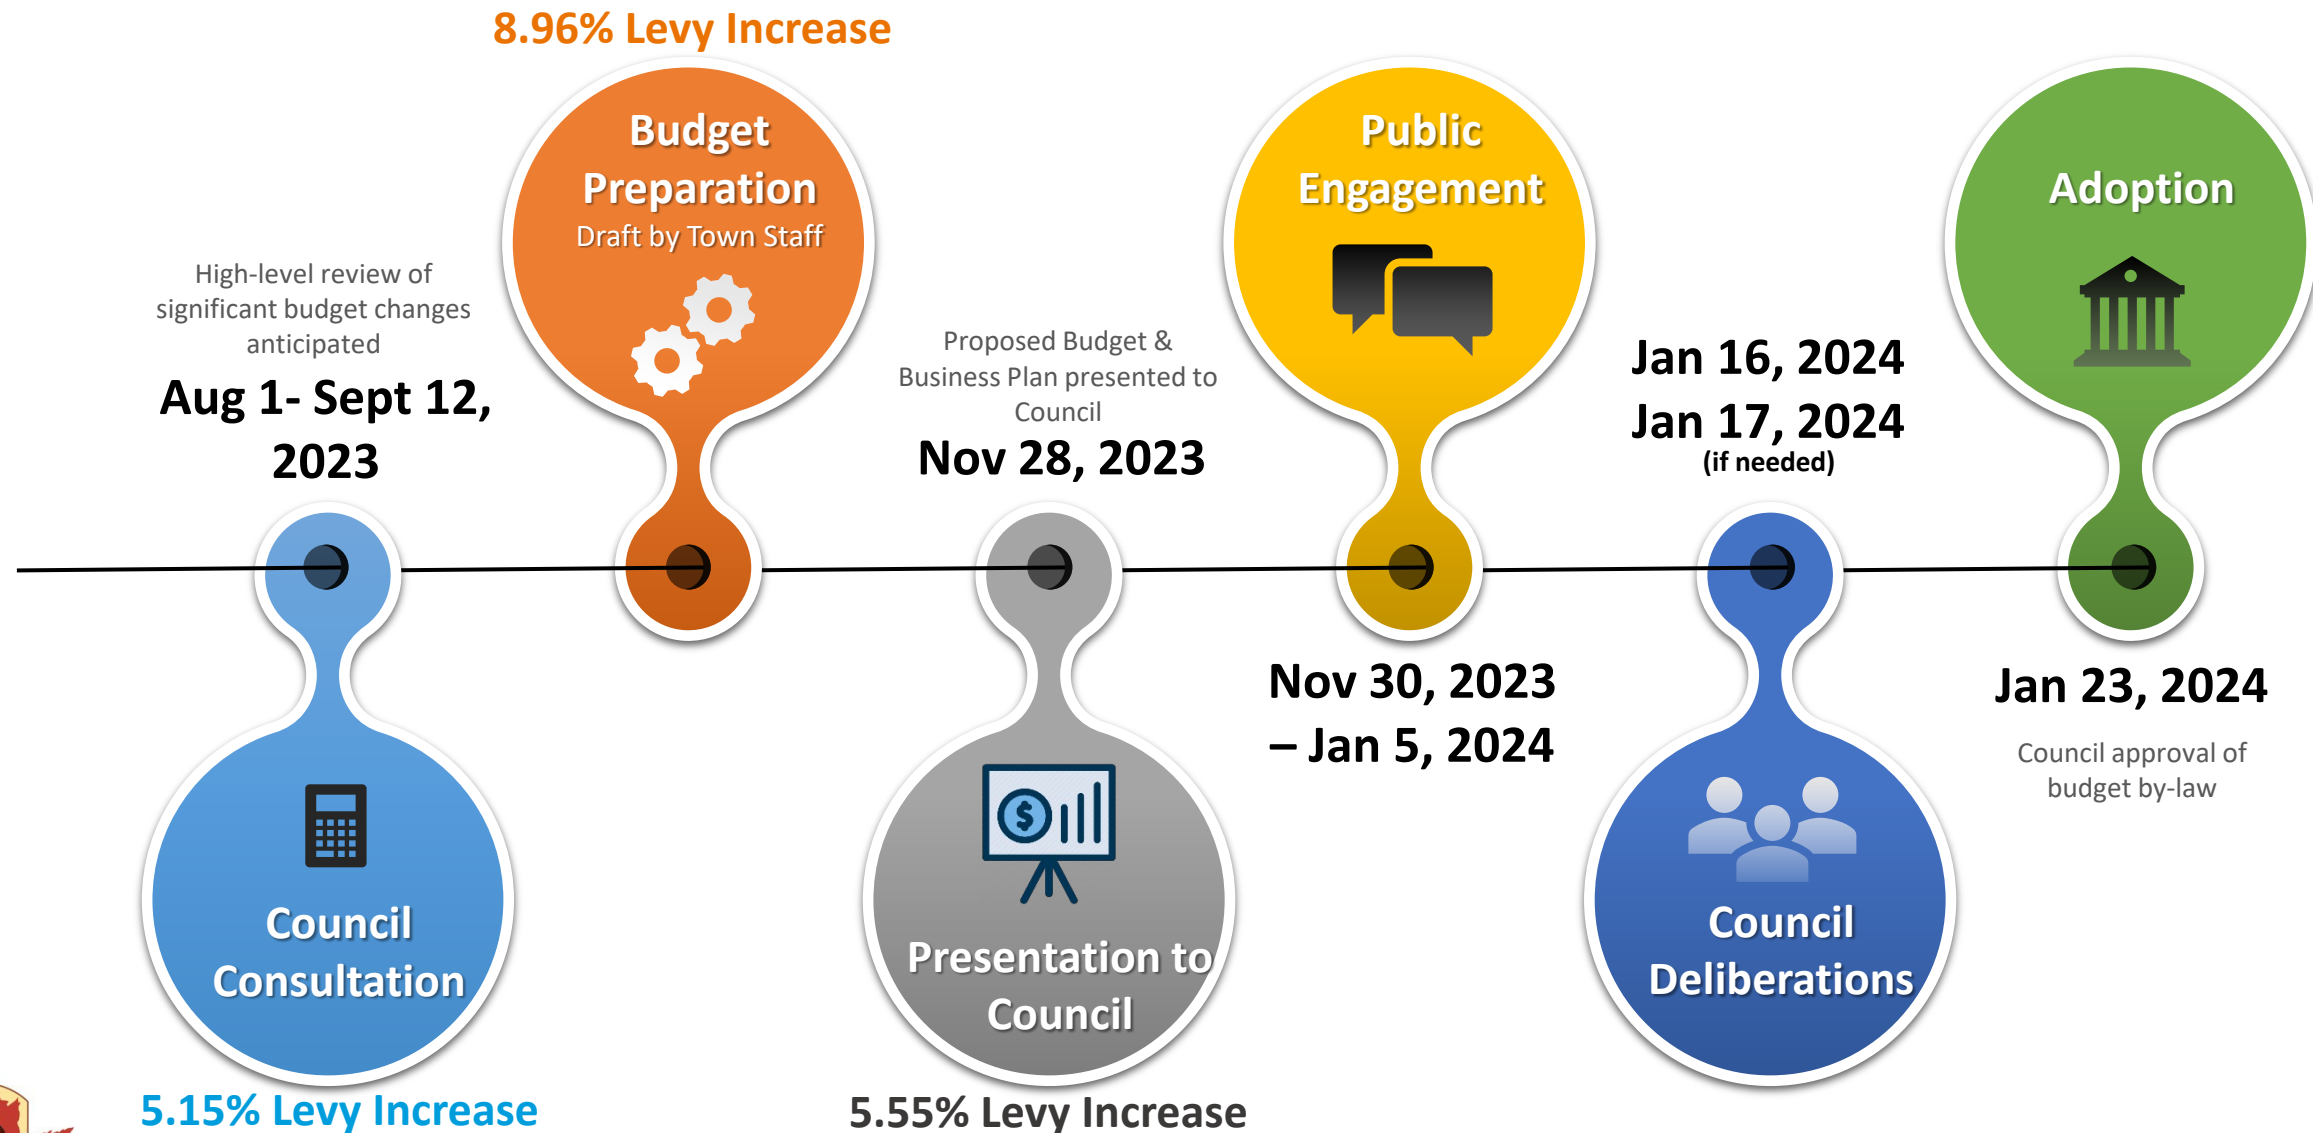 8.96% Levy Increase
Budget
Preparation
Draft by Town Staff
Public
Engagement
Adoption
High-level review of
significant budget changes
anticipated
Aug 1- Sept 12,
2023
Proposed Budget &
Business Plan presented to
Council
Nov 28, 2023
Jan 16, 2024
Jan 17, 2024
(if needed)
Nov 30, 2023
– Jan 5, 2024
Jan 23, 2024
Council approval of
budget by-law
$
Council
Consultation
Presentation to
Council
Council
Deliberations
5.15% Levy Increase
5.55% Levy Increase